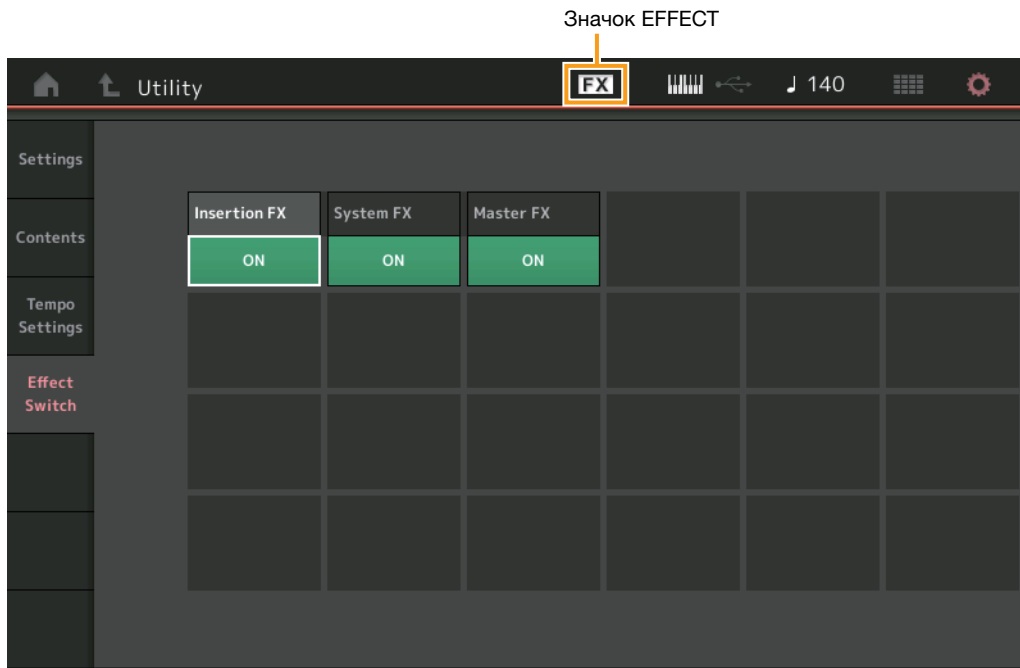 Значок EFFECT
Utility
FX
140
Settings
Contents
Tempo
Settings
Effect
Switch
Insertion FX
System FX
Master FX
ON
ON
ON